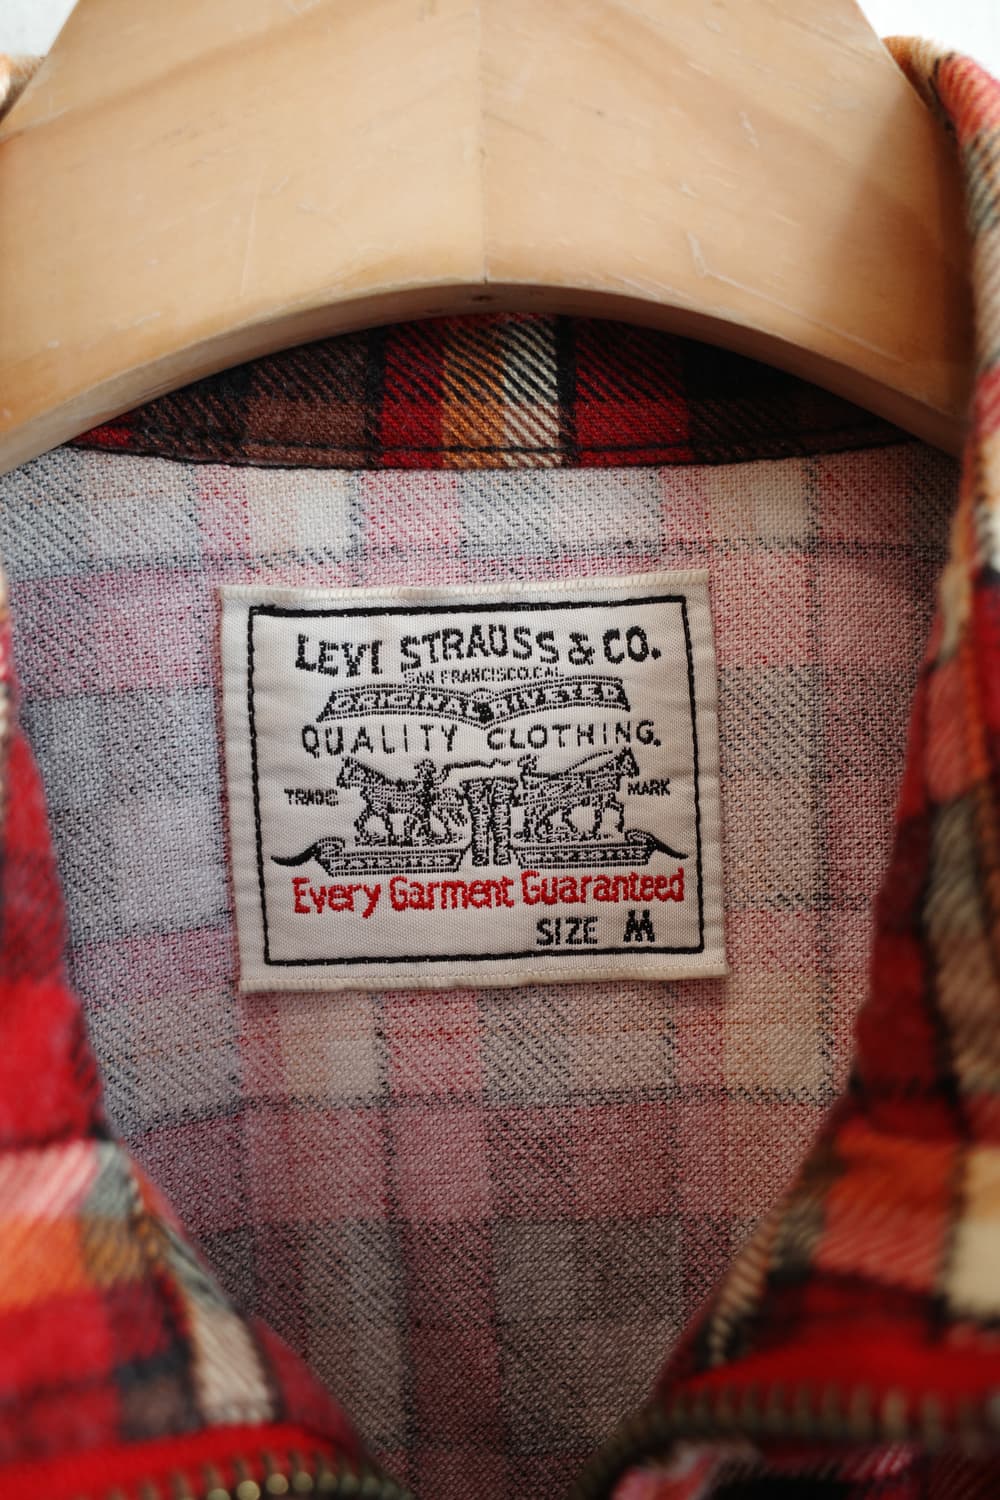 LEVI STRAUSS & CO.
SAN FRANCISCO.CAL.
ORIGINAL RIVETED
QUALITY CLOTHING.
TRADE MARK
Every Garment Guaranteed
SIZE M